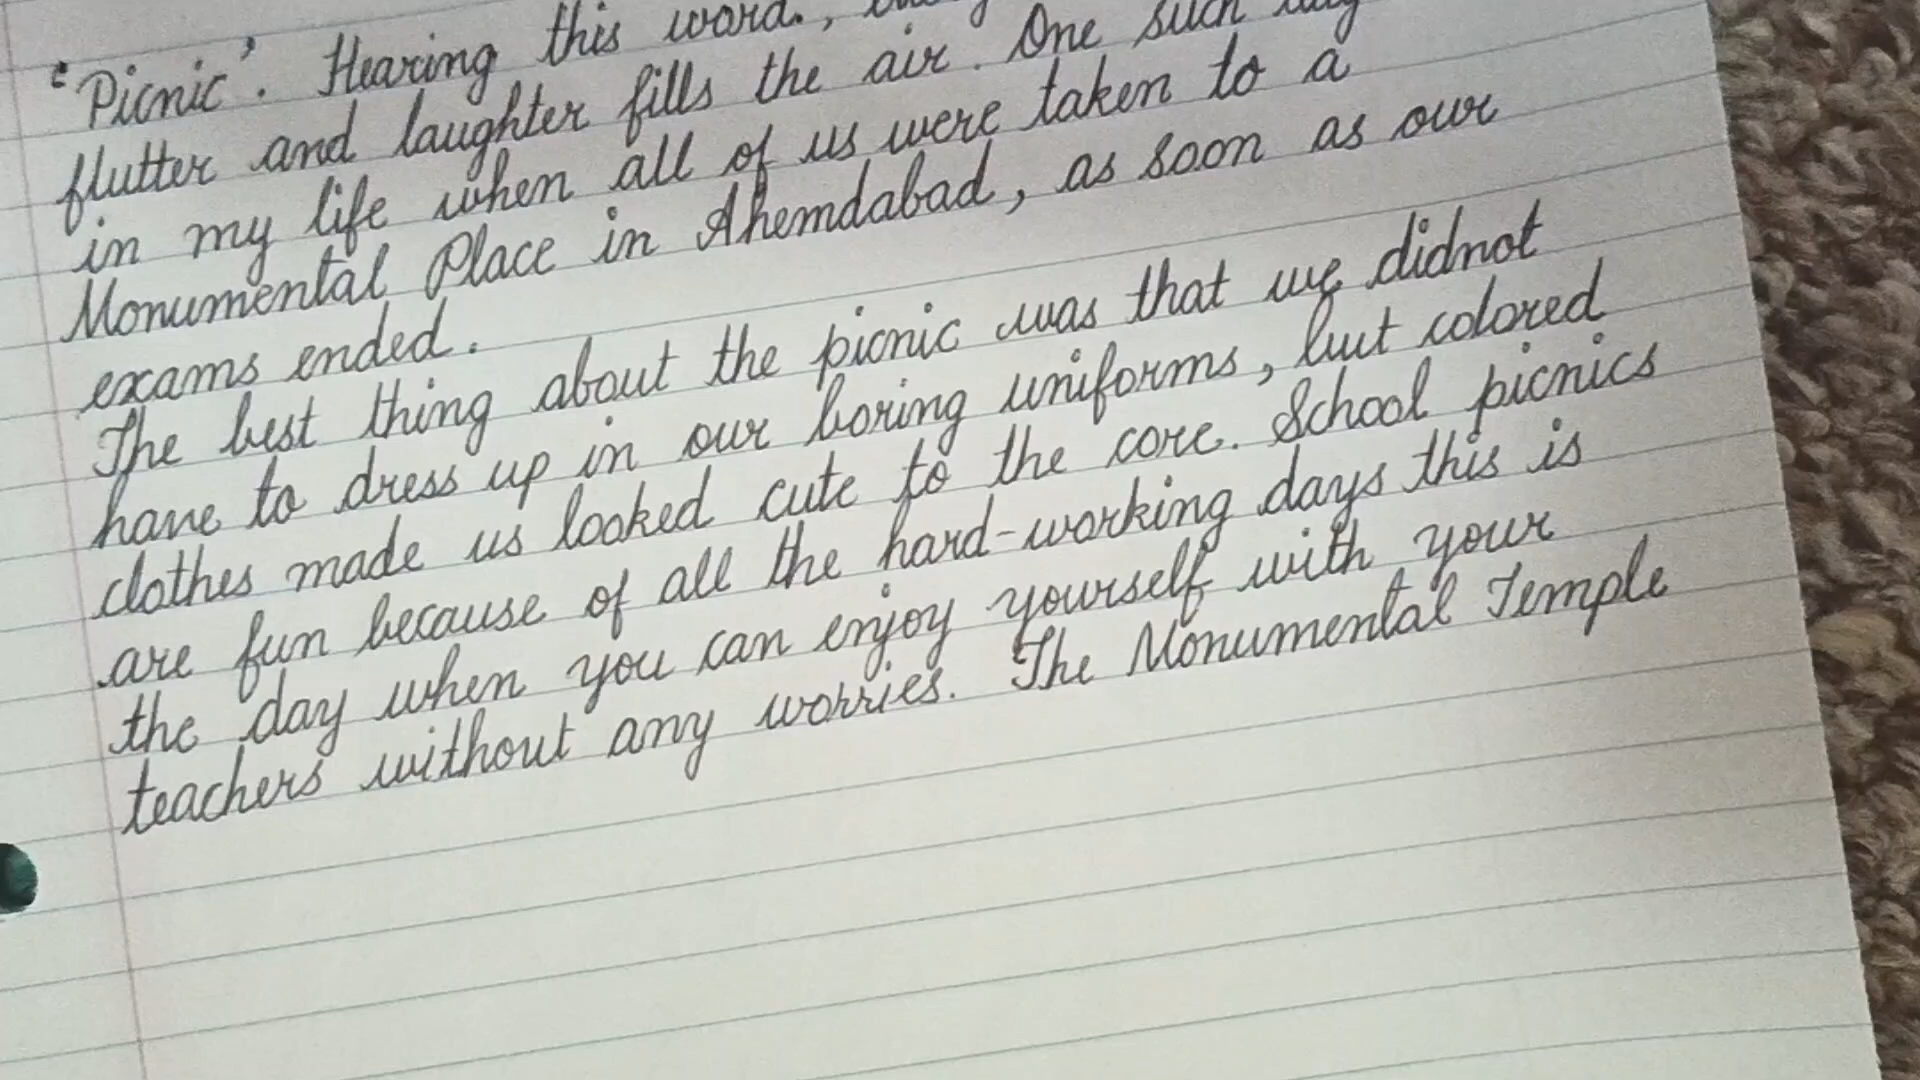 'Picnic'. Hearing this word.,
flutter and laughter fills the air. One such day
in my life when all of us were taken to a
Monumental Place in Ahemdabad, as soon as our
exams ended.
The best thing about the picnic was that we didnot
have to dress up in our boring uniforms, but colored
clothes made us looked cute to the core. School picnics
are fun because of all the hard-working days this is
the day when you can enjoy yourself with your
teachers without any worries. The Monumental Temple